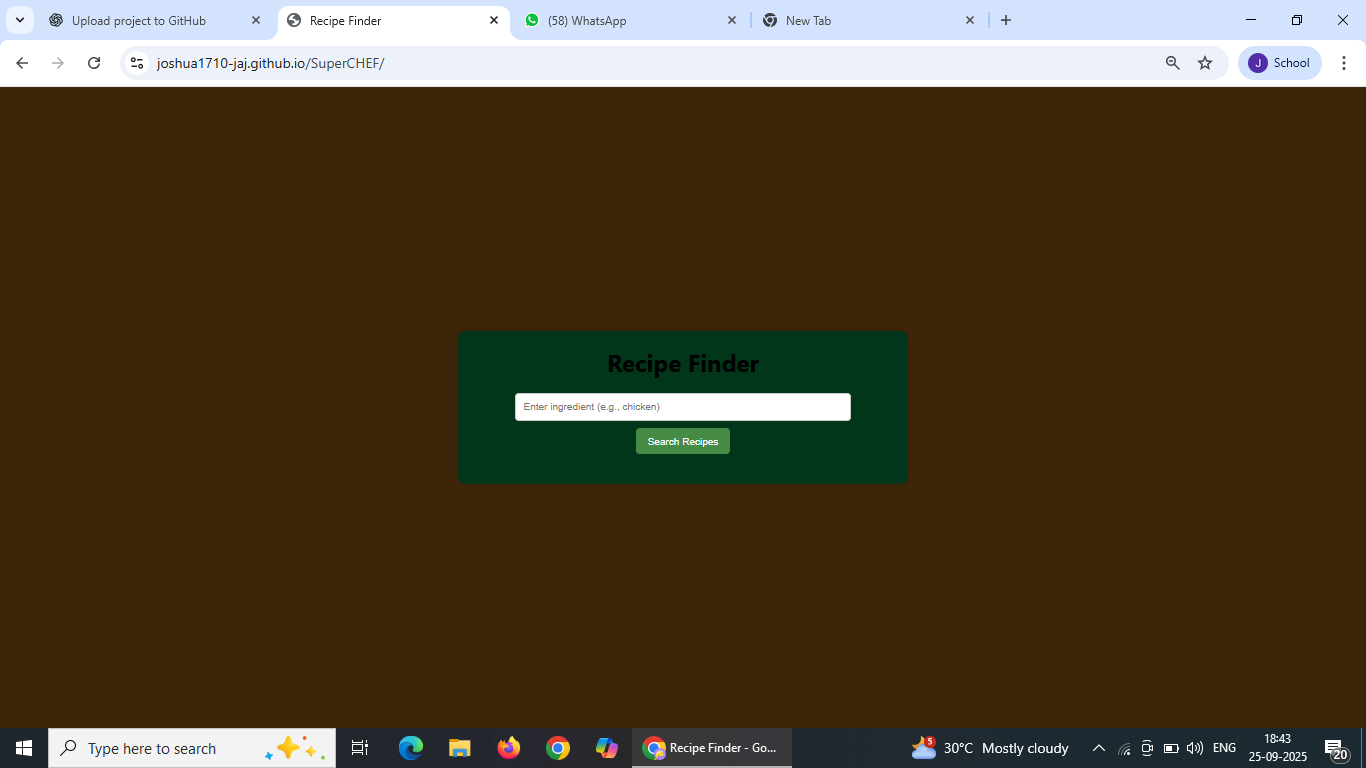 Upload project to GitHub
Recipe Finder
(58) WhatsApp
New Tab
joshua1710-jaj.github.io/SuperCHEF/
J
School
Recipe Finder
Enter ingredient (e.g., chicken)
Search Recipes
Type here to search
Recipe Finder - Go...
5
30°C Mostly cloudy
ENG
18:43
25-09-2025
20